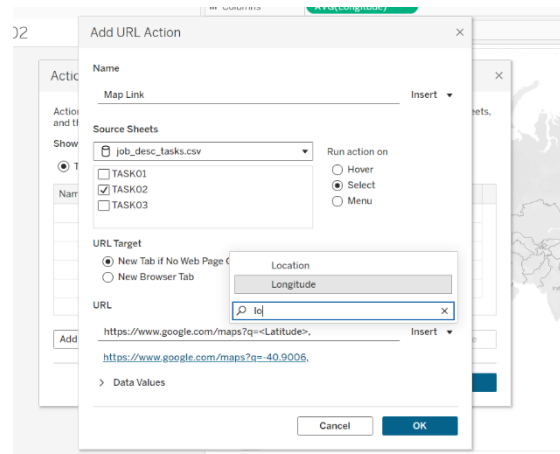 Columns AVG(Longitude)
02
Add URL Action
Name
Map Link Insert
Source Sheets
job_desc_tasks.csv
TASK01
TASK02
TASK03
Run action on
Hover
Select
Menu
URL Target
New Tab if No Web Page
New Browser Tab
Location
Longitude
lo
URL
https://www.google.com/maps?q=<Latitude>, Insert
https://www.google.com/maps?q=-40.9006,
Data Values
Cancel OK
Actio
Action eets,
and th
Show
T
Nam
Add